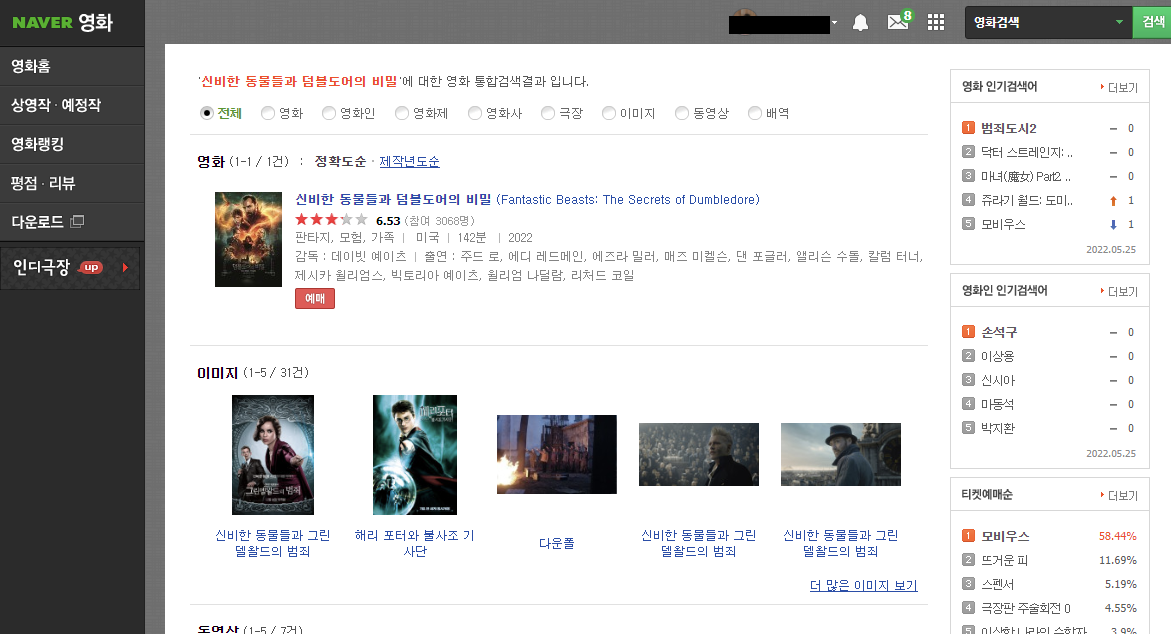 NAVER 영화
8
영화검색
검색
영화홈
상영작 · 예정작
영화랭킹
평점 · 리뷰
다운로드
인디극장 up
'신비한 동물들과 덤블도어의 비밀'에 대한 영화 통합검색결과 입니다.
전체 영화 영화인 영화제 영화사 극장 이미지 동영상 배역
영화 (1-1 / 1건) : 정확도순 · 제작년도순
신비한 동물들과 덤블도어의 비밀 (Fantastic Beasts: The Secrets of Dumbledore)
6.53 (참여 3068명)
판타지, 모험, 가족 | 미국 | 142분 | 2022
감독 : 데이빗 예이츠 | 출연 : 주드 로, 에디 레드메인, 에즈라 밀러, 매즈 미켈슨, 댄 포글러, 앨리슨 수돌, 칼럼 터너,
제시카 윌리엄스, 빅토리아 예이츠, 윌리엄 나딜람, 리처드 코일
예매
이미지 (1-5 / 31건)
그린델왈드의 범죄
해리포터
신비한 동물들과 그린
델왈드의 범죄
해리 포터와 불사조 기
사단
다운폴
신비한 동물들과 그린
델왈드의 범죄
신비한 동물들과 그린
델왈드의 범죄
더 많은 이미지 보기
동영상 (1-5 / 7건)
영화 인기검색어 더보기
1 범죄도시2 – 0
2 닥터 스트레인지: .. – 0
3 마녀(魔女) Part2. .. – 0
4 쥬라기 월드: 도미.. 1
5 모비우스 1
2022.05.25
영화인 인기검색어 더보기
1 손석구 – 0
2 이상용 – 0
3 신시아 – 0
4 마동석 – 0
5 박지환 – 0
2022.05.25
티켓예매순 더보기
1 모비우스 58.44%
2 뜨거운 피 11.69%
3 스펜서 5.19%
4 극장판 주술회전 0 4.55%
5 이상한 나라의 수학자 3.9%